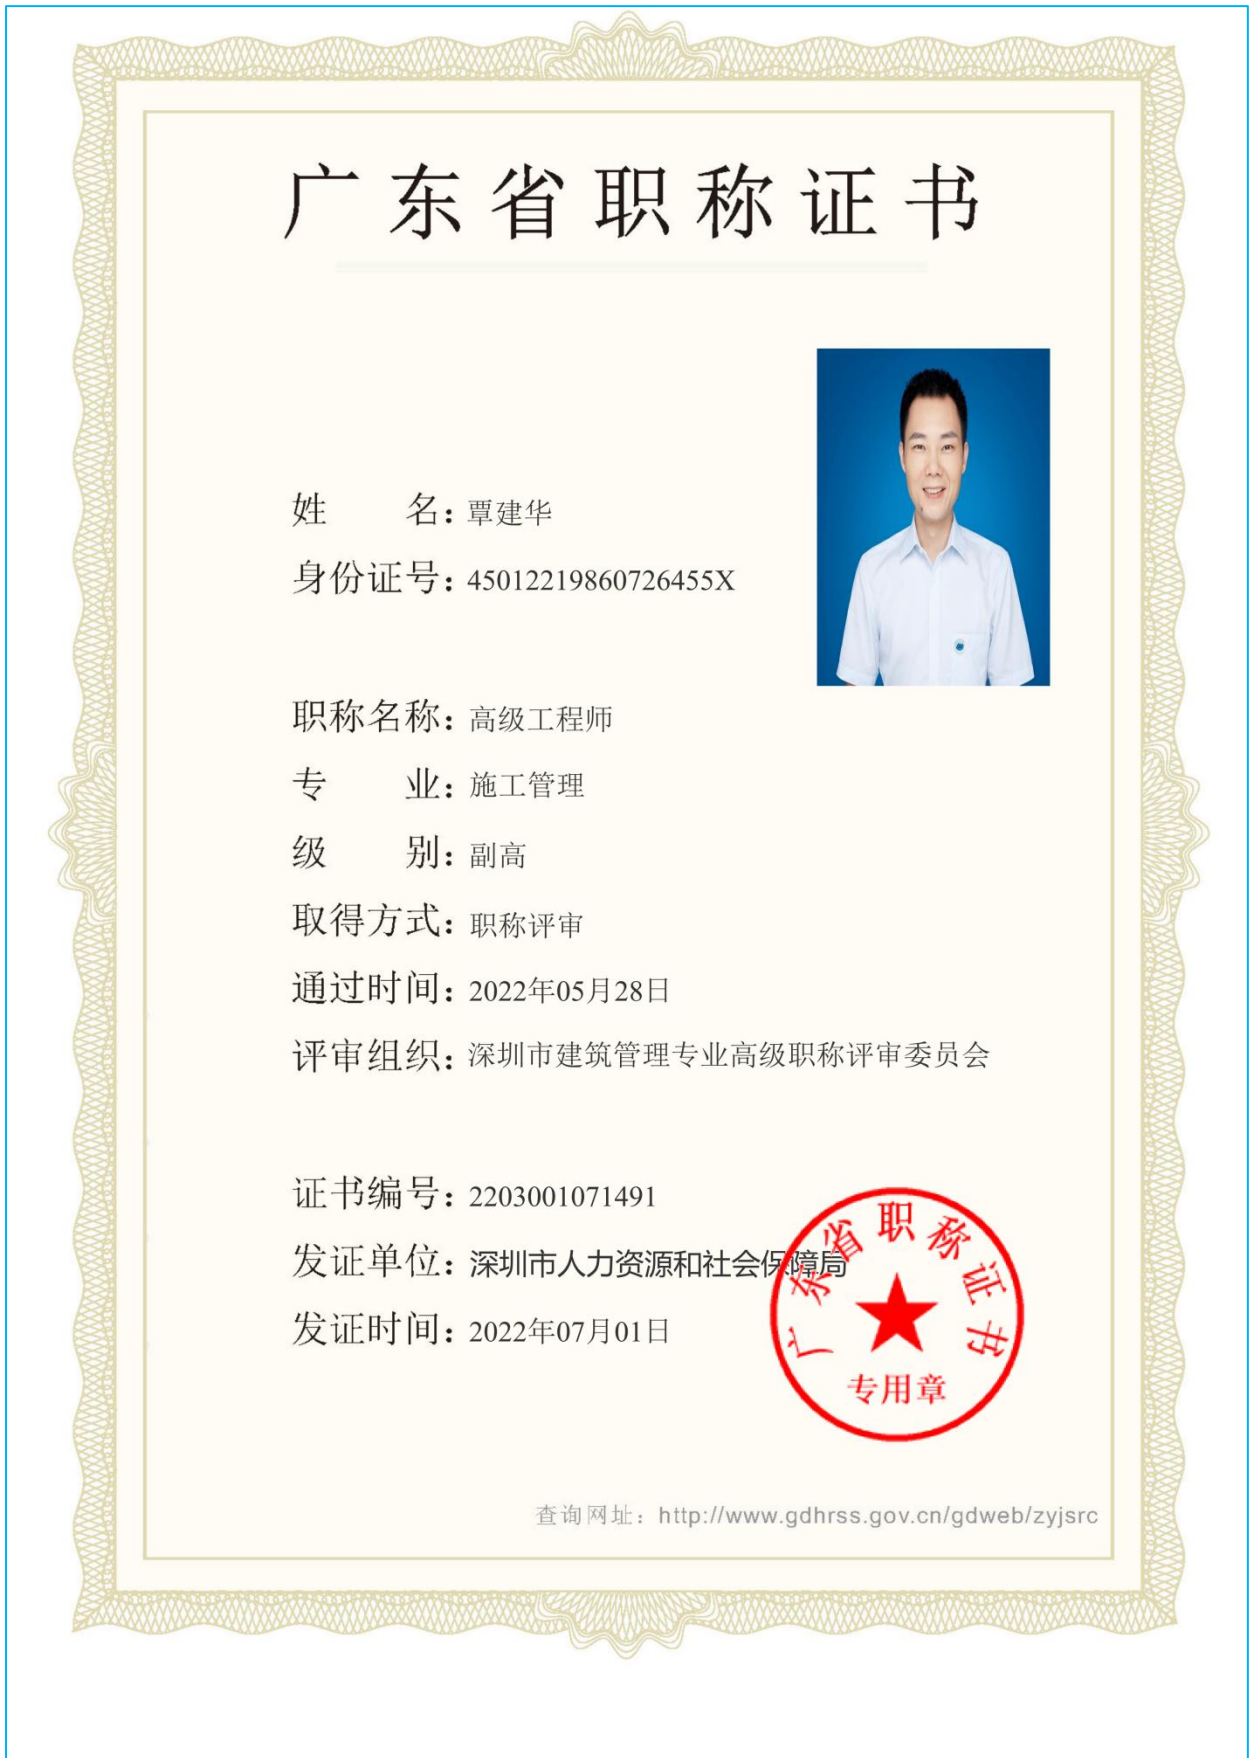 广东省职称证书
姓　　名：覃建华
身份证号：45012219860726455X
职称名称：高级工程师
专　　业：施工管理
级　　别：副高
取得方式：职称评审
通过时间：2022年05月28日
评审组织：深圳市建筑管理专业高级职称评审委员会
证书编号：2203001071491
发证单位：深圳市人力资源和社会保障局
发证时间：2022年07月01日
广东省职称证书
专用章
查询网址：http://www.gdhrss.gov.cn/gdweb/zyjsrc